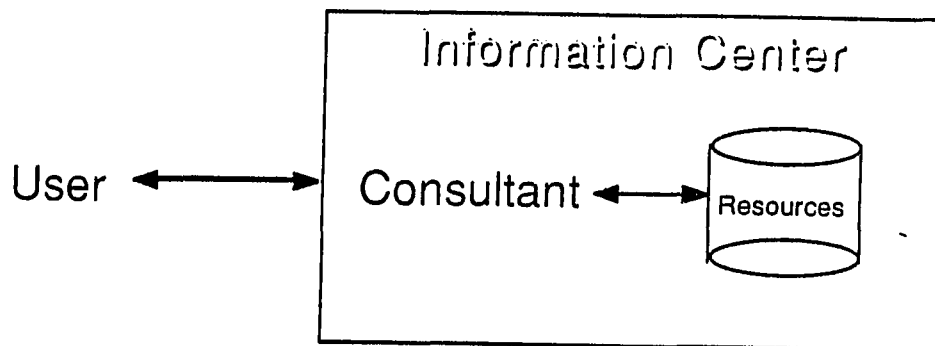 Information Center
User
Consultant
Resources